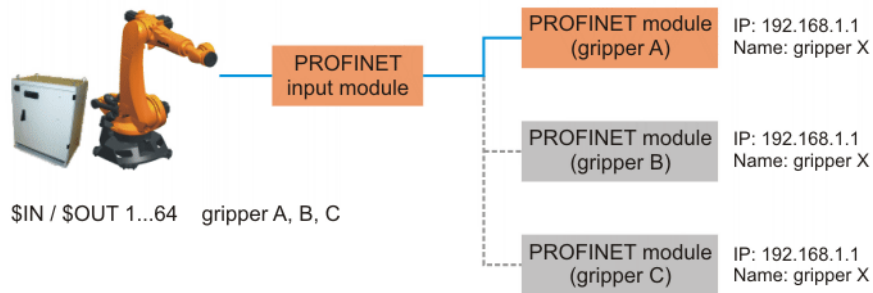 PROFINET module
(gripper A)
IP: 192.168.1.1
Name: gripper X
PROFINET
input module
PROFINET module
(gripper B)
IP: 192.168.1.1
Name: gripper X
$IN / $OUT 1...64 gripper A, B, C
PROFINET module
(gripper C)
IP: 192.168.1.1
Name: gripper X